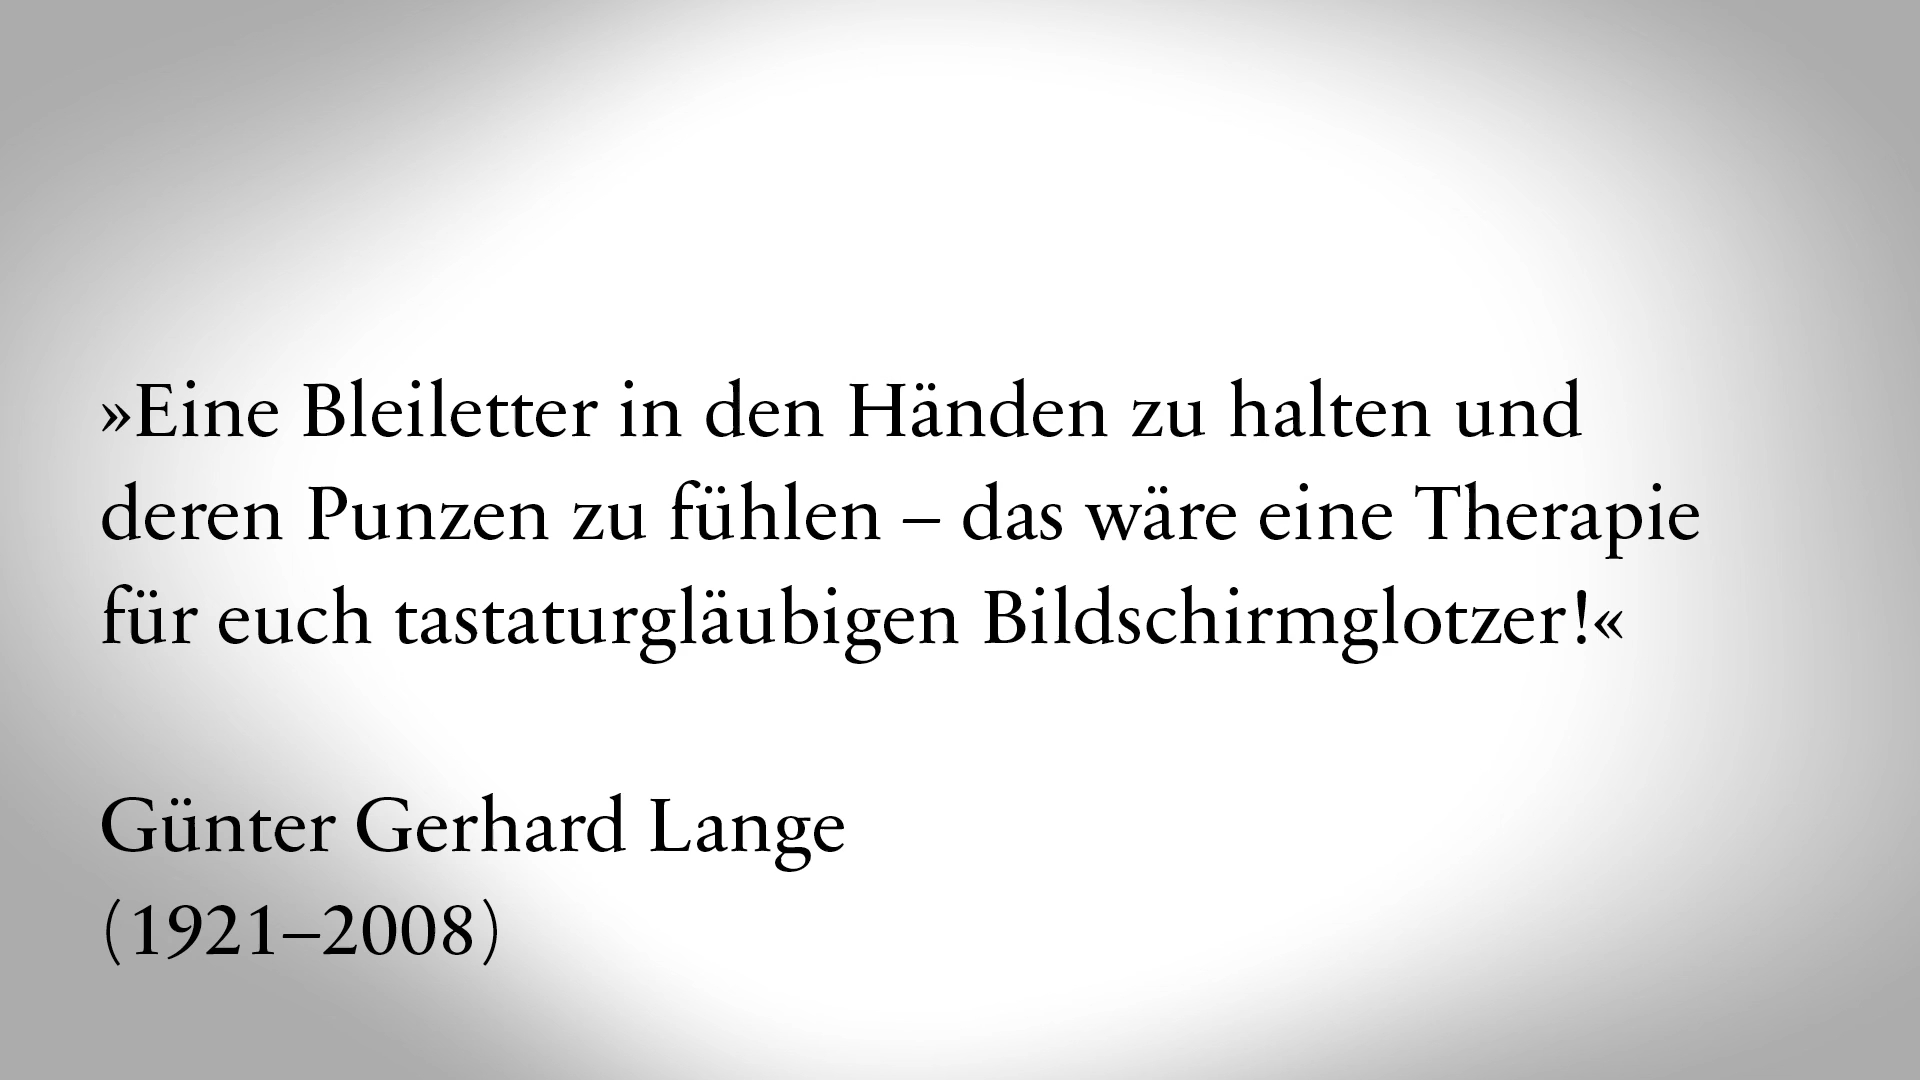 »Eine Bleiletter in den Händen zu halten und
deren Punzen zu fühlen – das wäre eine Therapie
für euch tastaturgläubigen Bildschirmglotzer!«
Günter Gerhard Lange
(1921–2008)